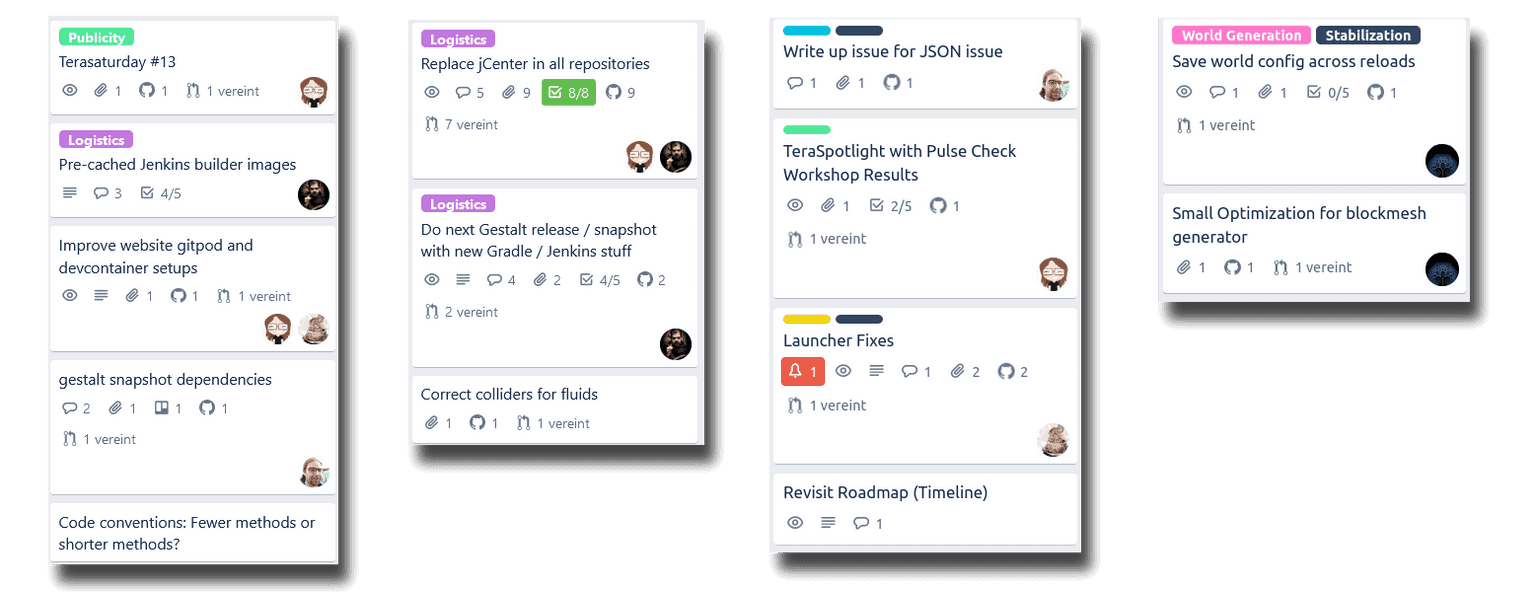 Publicity
Terasaturday #13
1 1 1 vereint
Logistics
Pre-cached Jenkins builder images
3 4/5
Improve website gitpod and
devcontainer setups
1 1 1 vereint
gestalt snapshot dependencies
2 1 1 1
1 vereint
Code conventions: Fewer methods or
shorter methods?
Logistics
Replace jCenter in all repositories
5 9 8/8 9
7 vereint
Logistics
Do next Gestalt release / snapshot
with new Gradle / Jenkins stuff
4 2 4/5 2
2 vereint
Correct colliders for fluids
1 1 1 vereint
Write up issue for JSON issue
1 1 1
TeraSpotlight with Pulse Check
Workshop Results
1 2/5 1
1 vereint
Launcher Fixes
1 1 2 2
1 vereint
Revisit Roadmap (Timeline)
1
World Generation Stabilization
Save world config across reloads
1 1 0/5 1
1 vereint
Small Optimization for blockmesh
generator
1 1 1 vereint